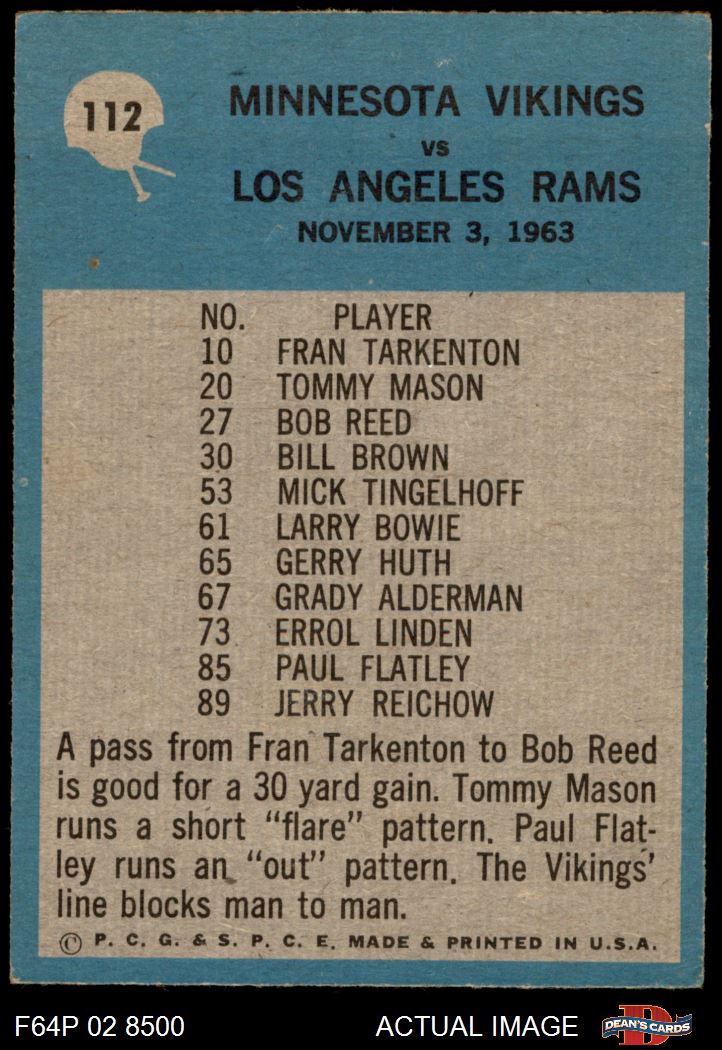 112
MINNESOTA VIKINGS
VS
LOS ANGELES RAMS
NOVEMBER 3, 1963
NO. PLAYER
10 FRAN TARKENTON
20 TOMMY MASON
27 BOB REED
30 BILL BROWN
53 MICK TINGELHOFF
61 LARRY BOWIE
65 GERRY HUTH
67 GRADY ALDERMAN
73 ERROL LINDEN
85 PAUL FLATLEY
89 JERRY REICHOW
A pass from Fran Tarkenton to Bob Reed
is good for a 30 yard gain. Tommy Mason
runs a short "flare" pattern. Paul Flat-
ley runs an "out" pattern. The Vikings'
line blocks man to man.
© P. C. G. & S. P. C. E. MADE & PRINTED IN U.S.A.
F64P 02 8500 ACTUAL IMAGE D DEAN'S CARDS